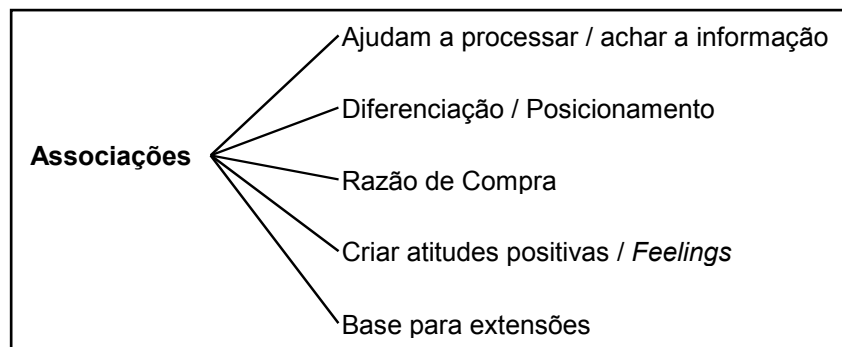 Ajudam a processar / achar a informação
Diferenciação / Posicionamento
Associações
Razão de Compra
Criar atitudes positivas / Feelings
Base para extensões